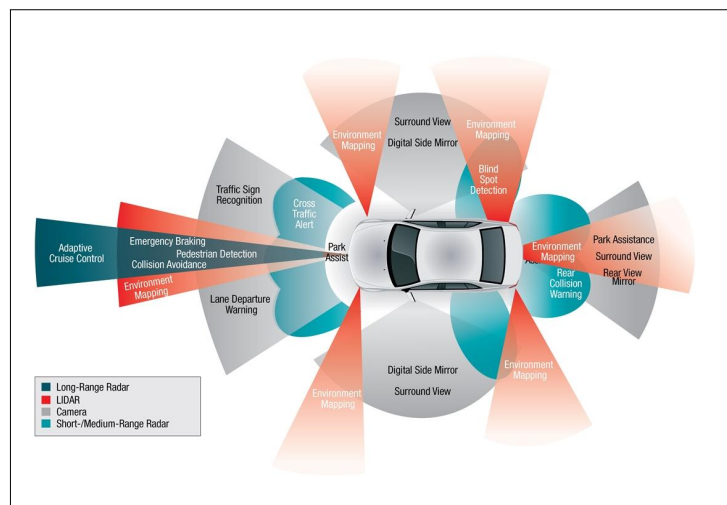 Environment
Mapping
Surround View
Digital Side Mirror
Environment
Mapping
Blind
Spot
Detection
Traffic Sign
Recognition
Cross
Traffic
Alert
Adaptive
Cruise Control
Emergency Braking
Pedestrian Detection
Collision Avoidance
Environment
Mapping
Park
Assist
Lane Departure
Warning
Environment
Mapping
Park Assistance
Surround View
Rear View
Mirror
Rear
Collision
Warning
Environment
Mapping
Digital Side Mirror
Surround View
Environment
Mapping
Long-Range Radar
LIDAR
Camera
Short-/Medium-Range Radar